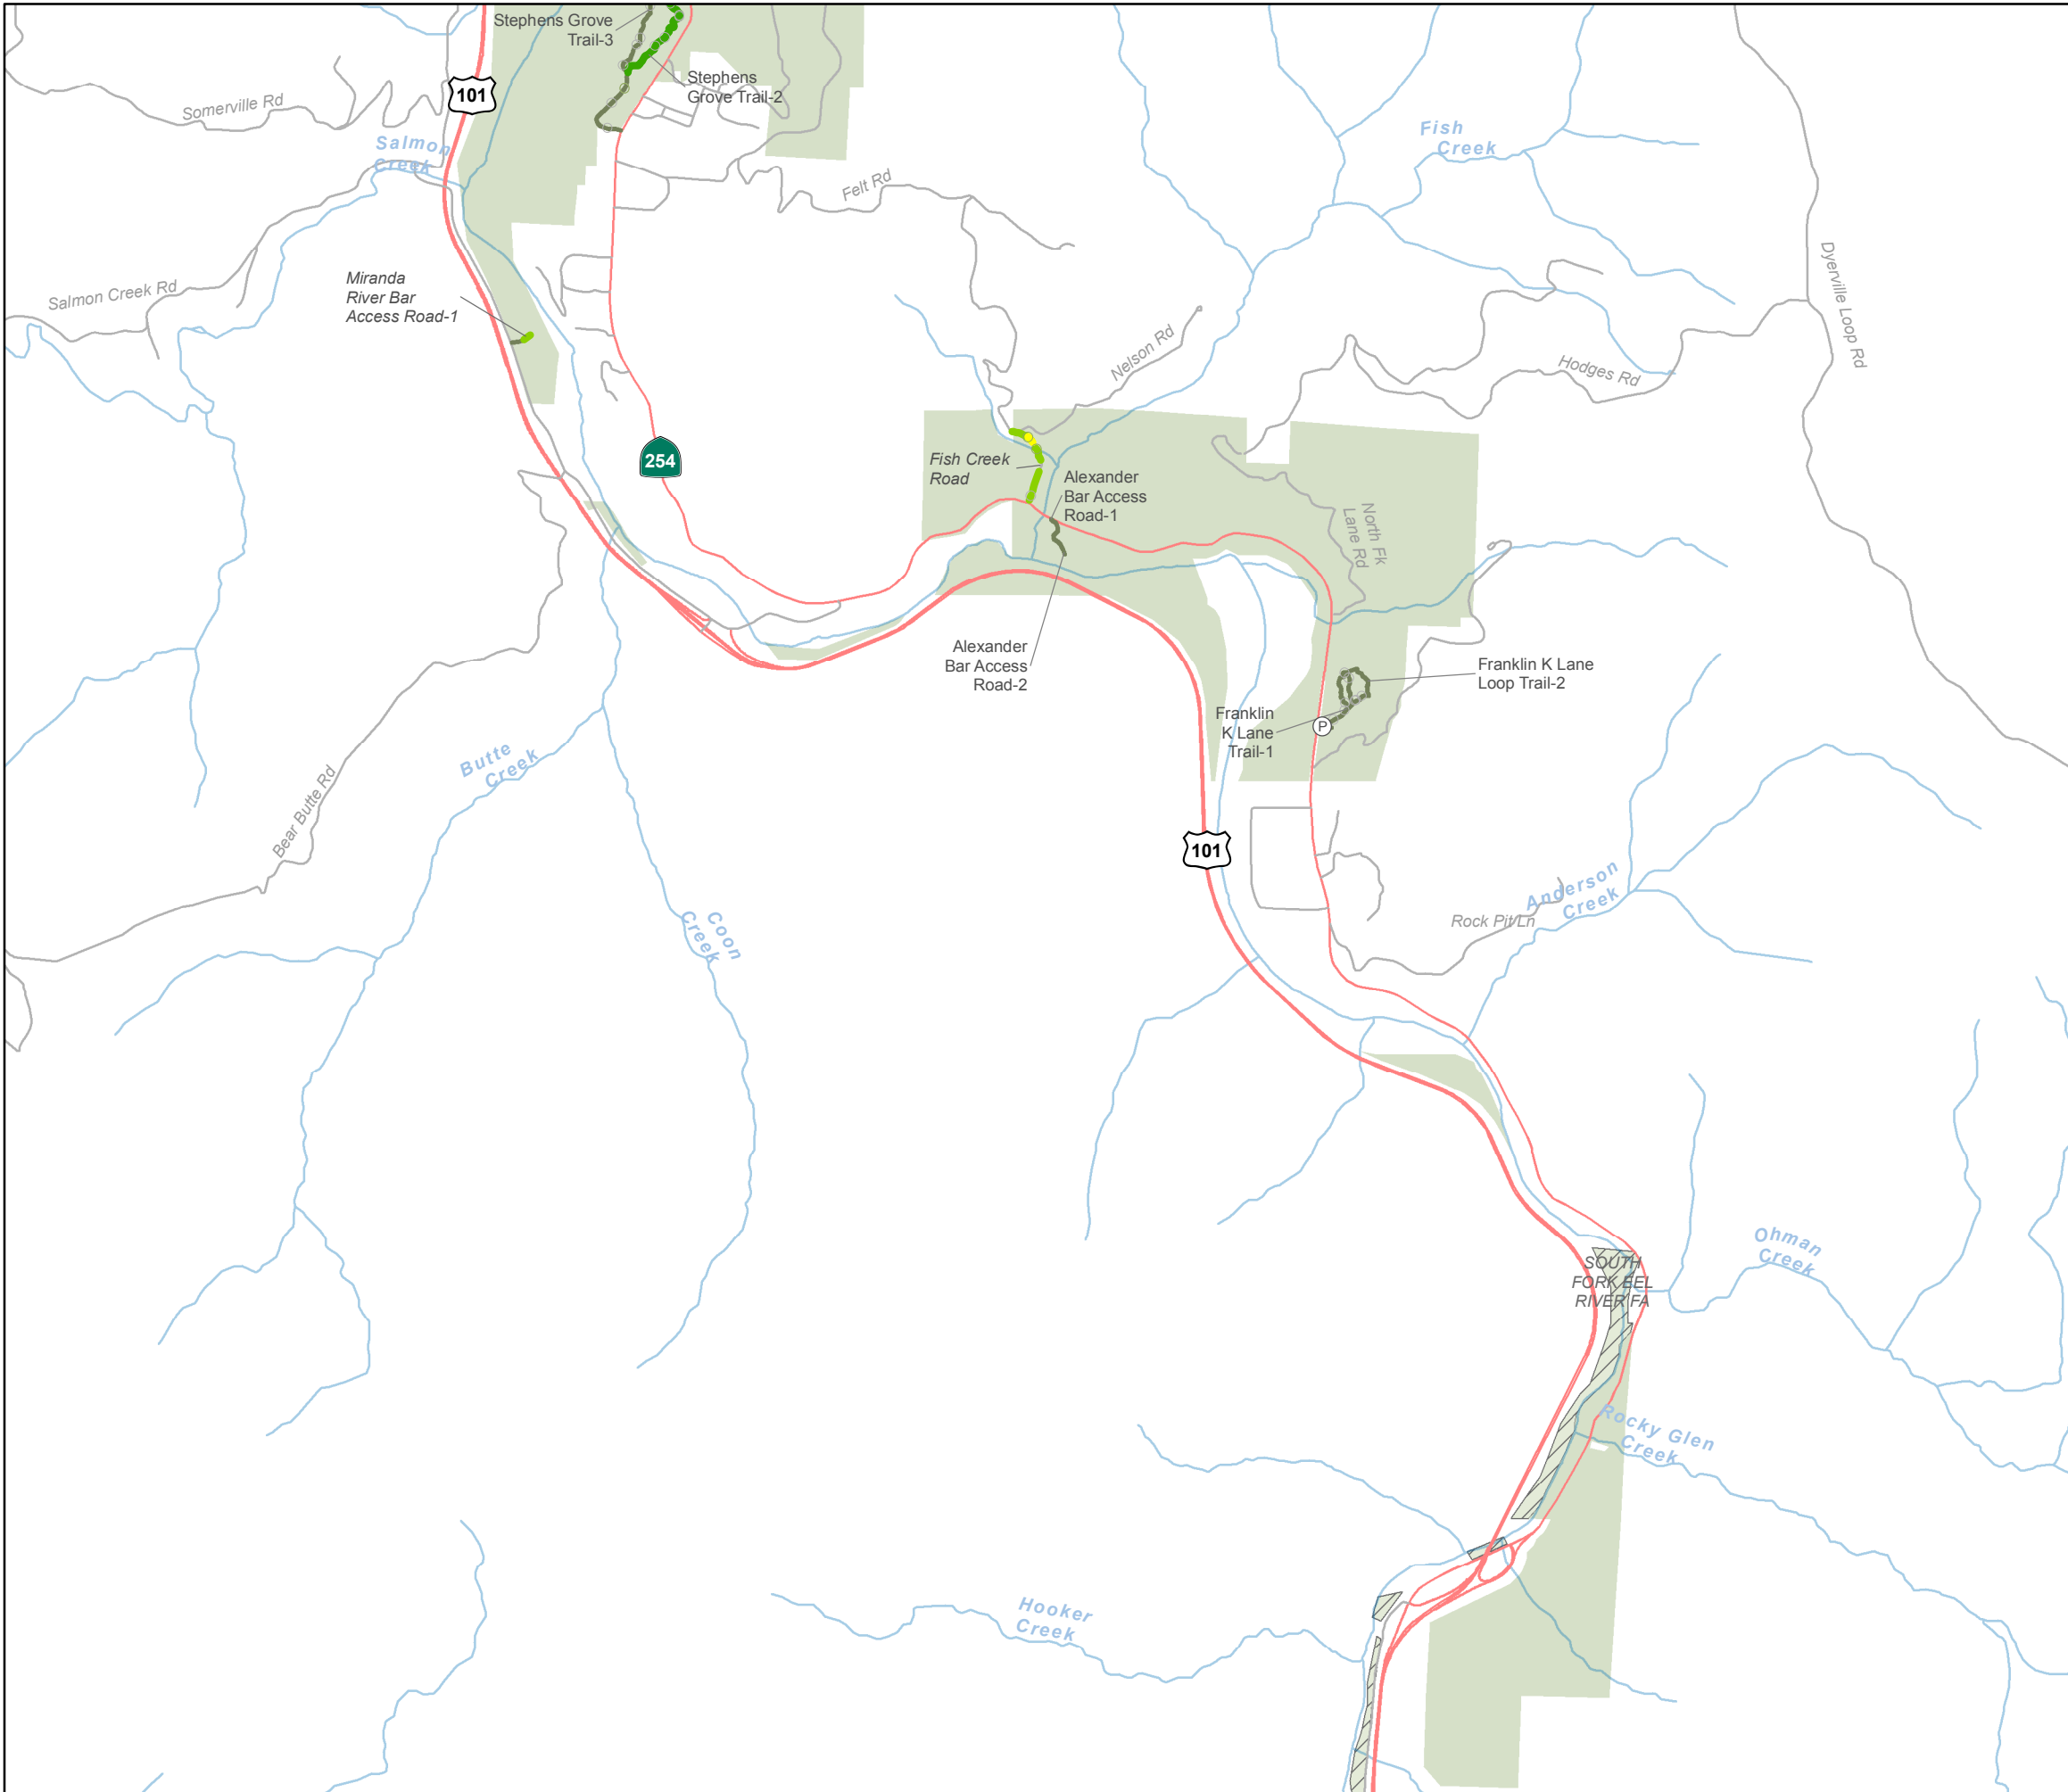 Stephens Grove
Trail-3
Stephens
Grove Trail-2
101
Somerville Rd
Salmon
Creek
Fish
Creek
Felt Rd
Salmon Creek Rd
Miranda
River Bar
Access Road-1
Dyerville Loop Rd
Nelson Rd
Hodges Rd
254
Fish Creek
Road
Alexander
Bar Access
Road-1
North Fk
Lane Rd
Alexander
Bar Access
Road-2
Franklin K Lane
Loop Trail-2
Franklin
K Lane
Trail-1
P
Butte
Creek
Bear Butte Rd
101
Coon
Creek
Anderson
Creek
Rock Pit Ln
SOUTH
FORK EEL
RIVER FA
Ohman
Creek
Rocky Glen
Creek
Hooker
Creek